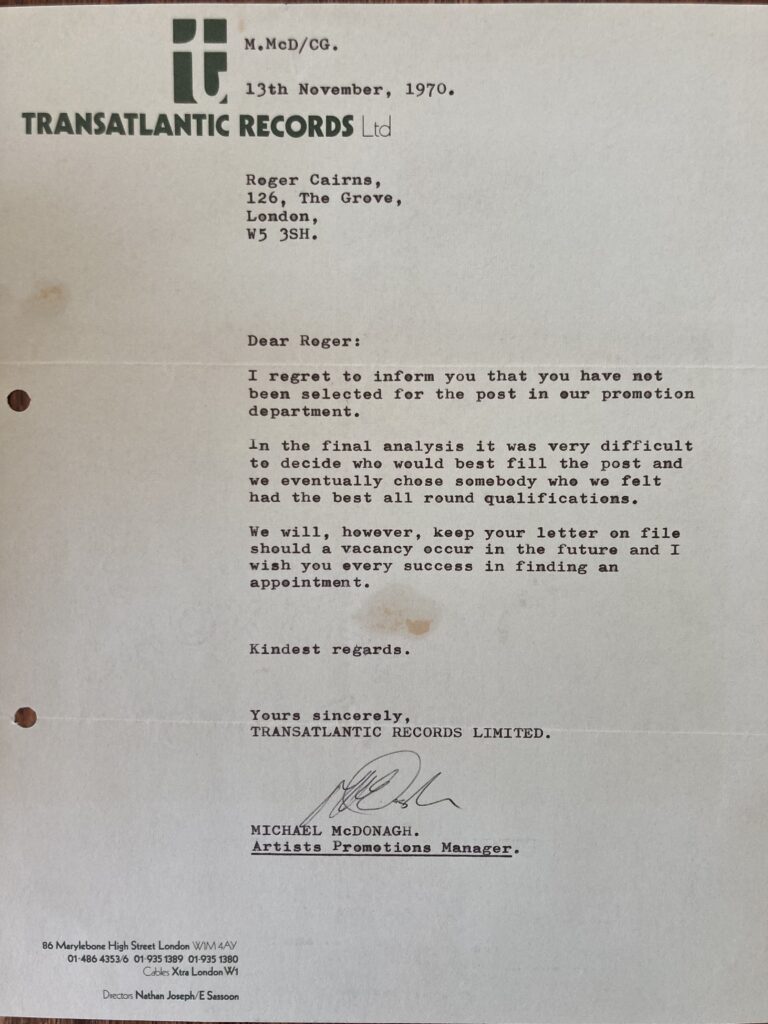 M.McD/CG.
13th November, 1970.
TRANSATLANTIC RECORDS Ltd
Roger Cairns,
126, The Grove,
London,
W5 3SH.
Dear Roger:
I regret to inform you that you have not
been selected for the post in our promotion
department.
In the final analysis it was very difficult
to decide who would best fill the post and
we eventually chose somebody who we felt
had the best all round qualifications.
We will, however, keep your letter on file
should a vacancy occur in the future and I
wish you every success in finding an
appointment.
Kindest regards.
Yours sincerely,
TRANSATLANTIC RECORDS LIMITED.
MICHAEL McDONAGH.
Artists Promotions Manager.
86 Marylebone High Street London W1M 4AY
01-486 4353/6 01-935 1389 01-935 1380
Cables Xtra London W1
Directors Nathan Joseph/E Sassoon